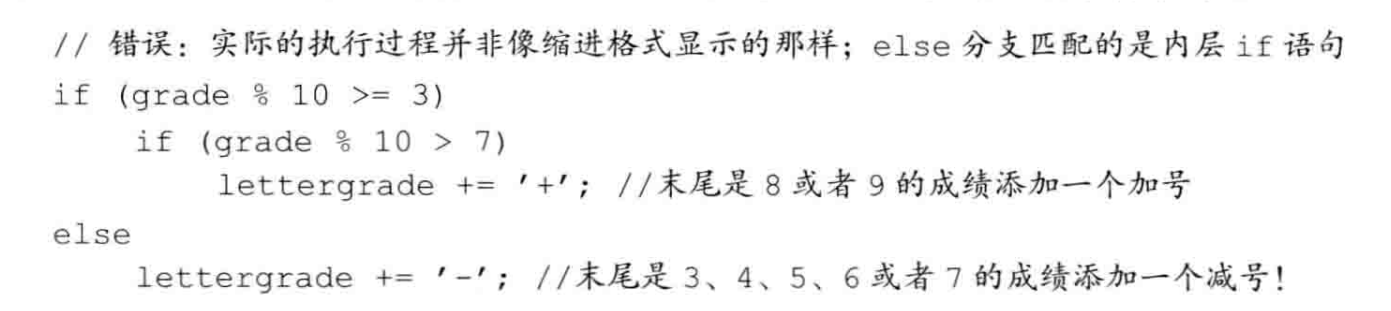 // 错误：实际的执行过程并非像缩进格式显示的那样；else 分支匹配的是内层 if 语句
if (grade % 10 >= 3)
    if (grade % 10 > 7)
        lettergrade += '+'; //末尾是 8 或者 9 的成绩添加一个加号
else
    lettergrade += '-'; //末尾是 3、4、5、6 或者 7 的成绩添加一个减号！